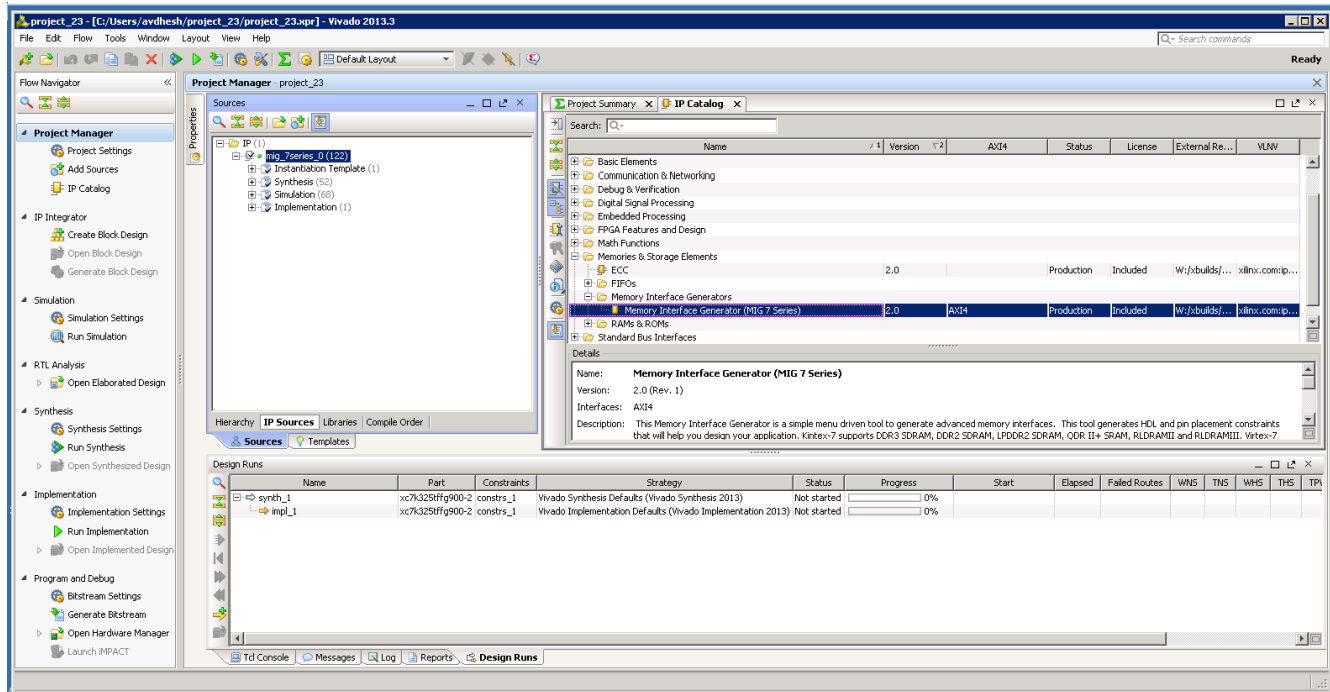 project_23 - [C:/Users/avdhesh/project_23/project_23.xpr] - Vivado 2013.3
File Edit Flow Tools Window Layout View Help
Search commands
Default Layout
Ready
Flow Navigator
Project Manager
Project Settings
Add Sources
IP Catalog
IP Integrator
Create Block Design
Open Block Design
Generate Block Design
Simulation
Simulation Settings
Run Simulation
RTL Analysis
Open Elaborated Design
Synthesis
Synthesis Settings
Run Synthesis
Open Synthesized Design
Implementation
Implementation Settings
Run Implementation
Open Implemented Design
Program and Debug
Bitstream Settings
Generate Bitstream
Open Hardware Manager
Launch iMPACT
Project Manager - project_23
Properties
Sources
IP (1)
mig_7series_0 (122)
Instantiation Template (1)
Synthesis (52)
Simulation (68)
Implementation (1)
Hierarchy IP Sources Libraries Compile Order
Sources Templates
Project Summary IP Catalog
Search:
Name Version AXI4 Status License External Re... VLNV
Basic Elements
Communication & Networking
Debug & Verification
Digital Signal Processing
Embedded Processing
FPGA Features and Design
Math Functions
Memories & Storage Elements
ECC 2.0 Production Included W:/xbuilds/... xilinx.com:ip...
FIFOs
Memory Interface Generators
Memory Interface Generator (MIG 7 Series) 2.0 AXI4 Production Included W:/xbuilds/... xilinx.com:ip...
RAMs & ROMs
Standard Bus Interfaces
Details
Name: Memory Interface Generator (MIG 7 Series)
Version: 2.0 (Rev. 1)
Interfaces: AXI4
Description: This Memory Interface Generator is a simple menu driven tool to generate advanced memory interfaces. This tool generates HDL and pin placement constraints
that will help you design your application. Kintex-7 supports DDR3 SDRAM, DDR2 SDRAM, LPDDR2 SDRAM, QDR II+ SRAM, RLDRAMII and RLDRAMIII. Virtex-7
Design Runs
Name Part Constraints Strategy Status Progress Start Elapsed Failed Routes WNS TNS WHS THS TPW
synth_1 xc7k325tffg900-2 constrs_1 Vivado Synthesis Defaults (Vivado Synthesis 2013) Not started 0%
impl_1 xc7k325tffg900-2 constrs_1 Vivado Implementation Defaults (Vivado Implementation 2013) Not started 0%
Tcl Console Messages Log Reports Design Runs